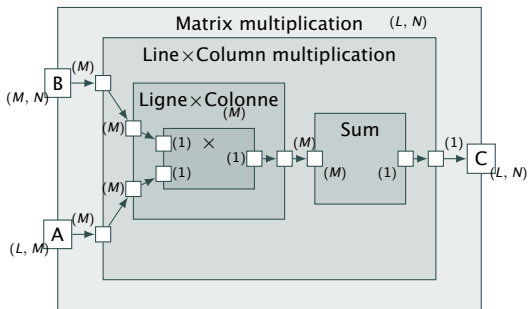 Matrix multiplication (L, N)
Line×Column multiplication
B (M)
(M, N)
Ligne×Colonne
(M)
(M)
Sum
(1) ×
(1) (M) (1)
C
(1) (M) (1)
(M)
(L, N)
(M)
A
(L, M)